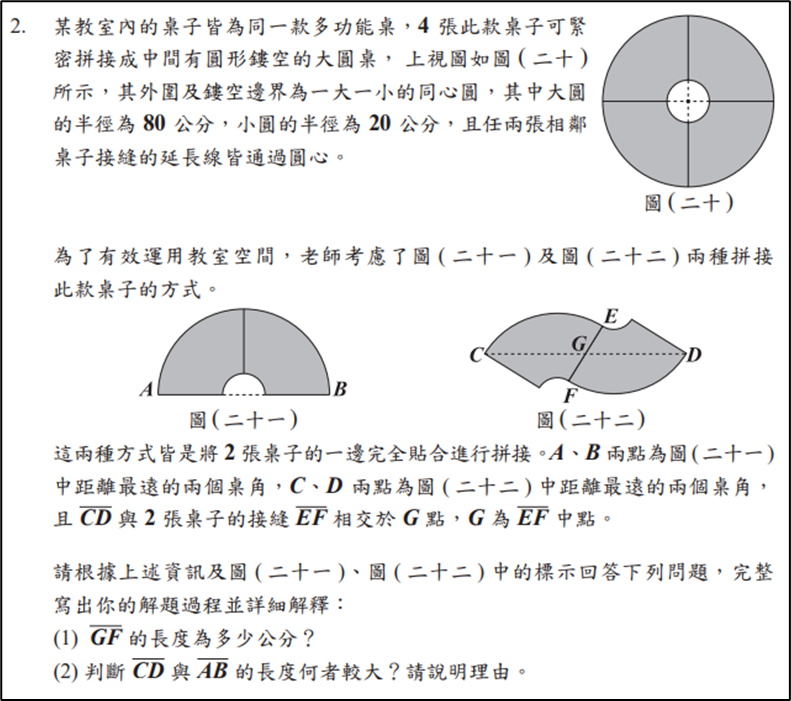 2. 某教室內的桌子皆為同一款多功能桌，4 張此款桌子可緊
密拼接成中間有圓形鏤空的大圓桌，上視圖如圖(二十)
所示，其外圍及鏤空邊界為一大一小的同心圓，其中大圓
的半徑為 80 公分，小圓的半徑為 20 公分，且任兩張相鄰
桌子接縫的延長線皆通過圓心。
圖(二十)
為了有效運用教室空間，老師考慮了圖(二十一)及圖(二十二)兩種拼接
此款桌子的方式。
A B
C D E F G
圖(二十一)
圖(二十二)
這兩種方式皆是將 2 張桌子的一邊完全貼合進行拼接。A、B 兩點為圖(二十一)
中距離最遠的兩個桌角，C、D 兩點為圖(二十二)中距離最遠的兩個桌角，
且 CD 與 2 張桌子的接縫 EF 相交於 G 點，G 為 EF 中點。
請根據上述資訊及圖(二十一)、圖(二十二)中的標示回答下列問題，完整
寫出你的解題過程並詳細解釋：
(1) GF 的長度為多少公分？
(2) 判斷 CD 與 AB 的長度何者較大？請說明理由。